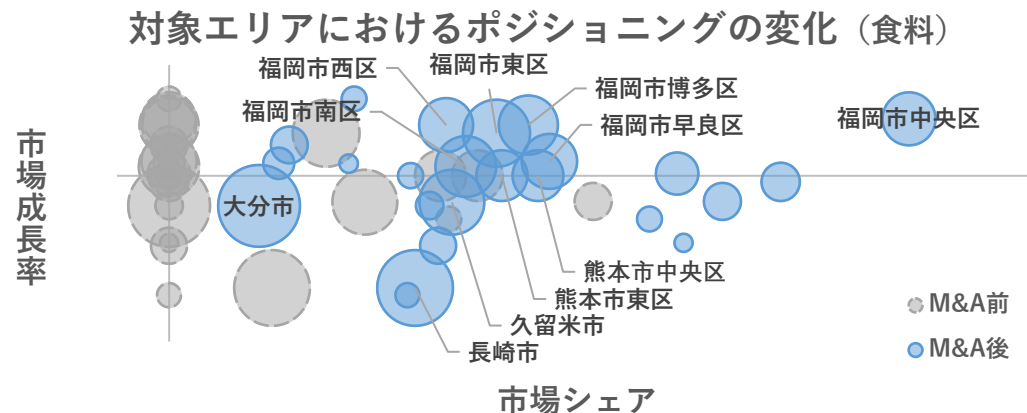 対象エリアにおけるポジショニングの変化（食料）
福岡市西区
福岡市東区
福岡市博多区
福岡市南区
福岡市早良区
福岡市中央区
市場成長率
大分市
熊本市中央区
熊本市東区
久留米市
長崎市
M&A前
M&A後
市場シェア